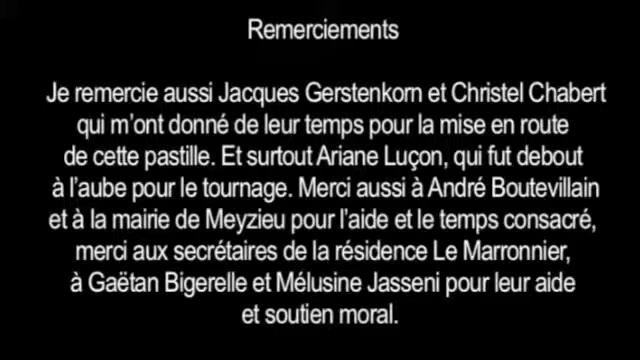 Remerciements
Je remercie aussi Jacques Gerstenkorn et Christel Chabert
qui m'ont donné de leur temps pour la mise en route
de cette pastille. Et surtout Ariane Luçon, qui fut debout
à l'aube pour le tournage. Merci aussi à André Boutevillain
et à la mairie de Meyzieu pour l'aide et le temps consacré,
merci aux secrétaires de la résidence Le Marronnier,
à Gaëtan Bigerelle et Mélusine Jasseni pour leur aide
et soutien moral.